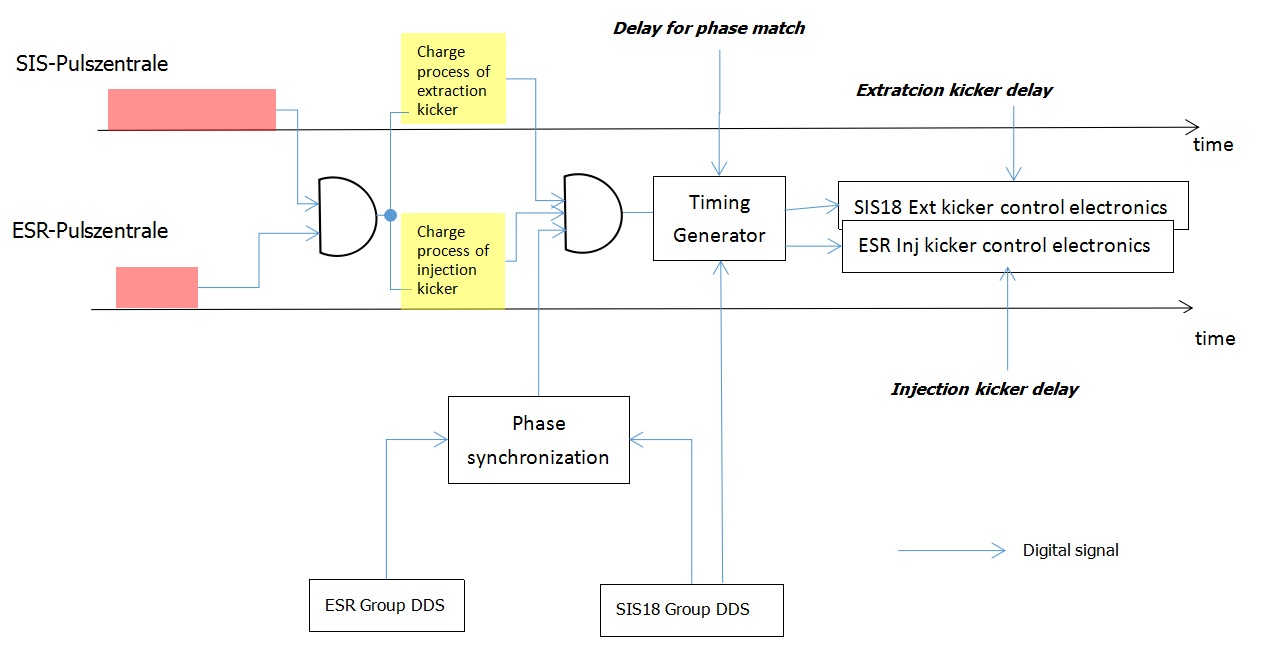 Delay for phase match
SIS-Pulszentrale
Charge
process of
extraction
kicker
Extratcion kicker delay
time
Timing
Generator
SIS18 Ext kicker control electronics
ESR-Pulszentrale
Charge
process of
injection
kicker
ESR Inj kicker control electronics
time
Injection kicker delay
Phase
synchronization
Digital signal
ESR Group DDS
SIS18 Group DDS